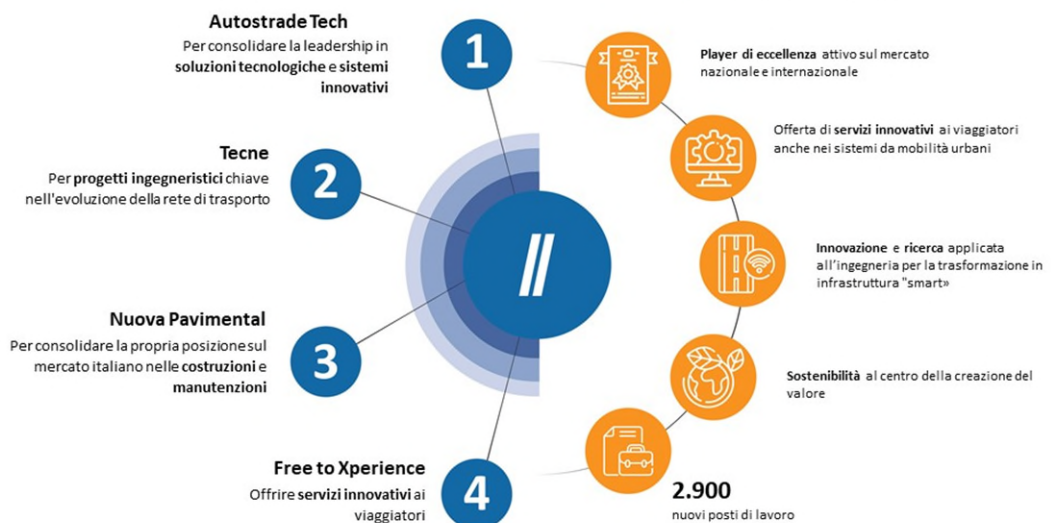 Autostrade Tech
Per consolidare la leadership in
soluzioni tecnologiche e sistemi
innovativi
1
Tecne
Per progetti ingegneristici chiave
nell'evoluzione della rete di trasporto
2
Nuova Pavimental
Per consolidare la propria posizione sul
mercato italiano nelle costruzioni e
manutenzioni
3
Free to Xperience
Offrire servizi innovativi ai
viaggiatori
4
Player di eccellenza attivo sul mercato
nazionale e internazionale
Offerta di servizi innovativi ai viaggiatori
anche nei sistemi da mobilità urbani
Innovazione e ricerca applicata
all'ingegneria per la trasformazione in
infrastruttura "smart»
Sostenibilità al centro della creazione del
valore
2.900
nuovi posti di lavoro